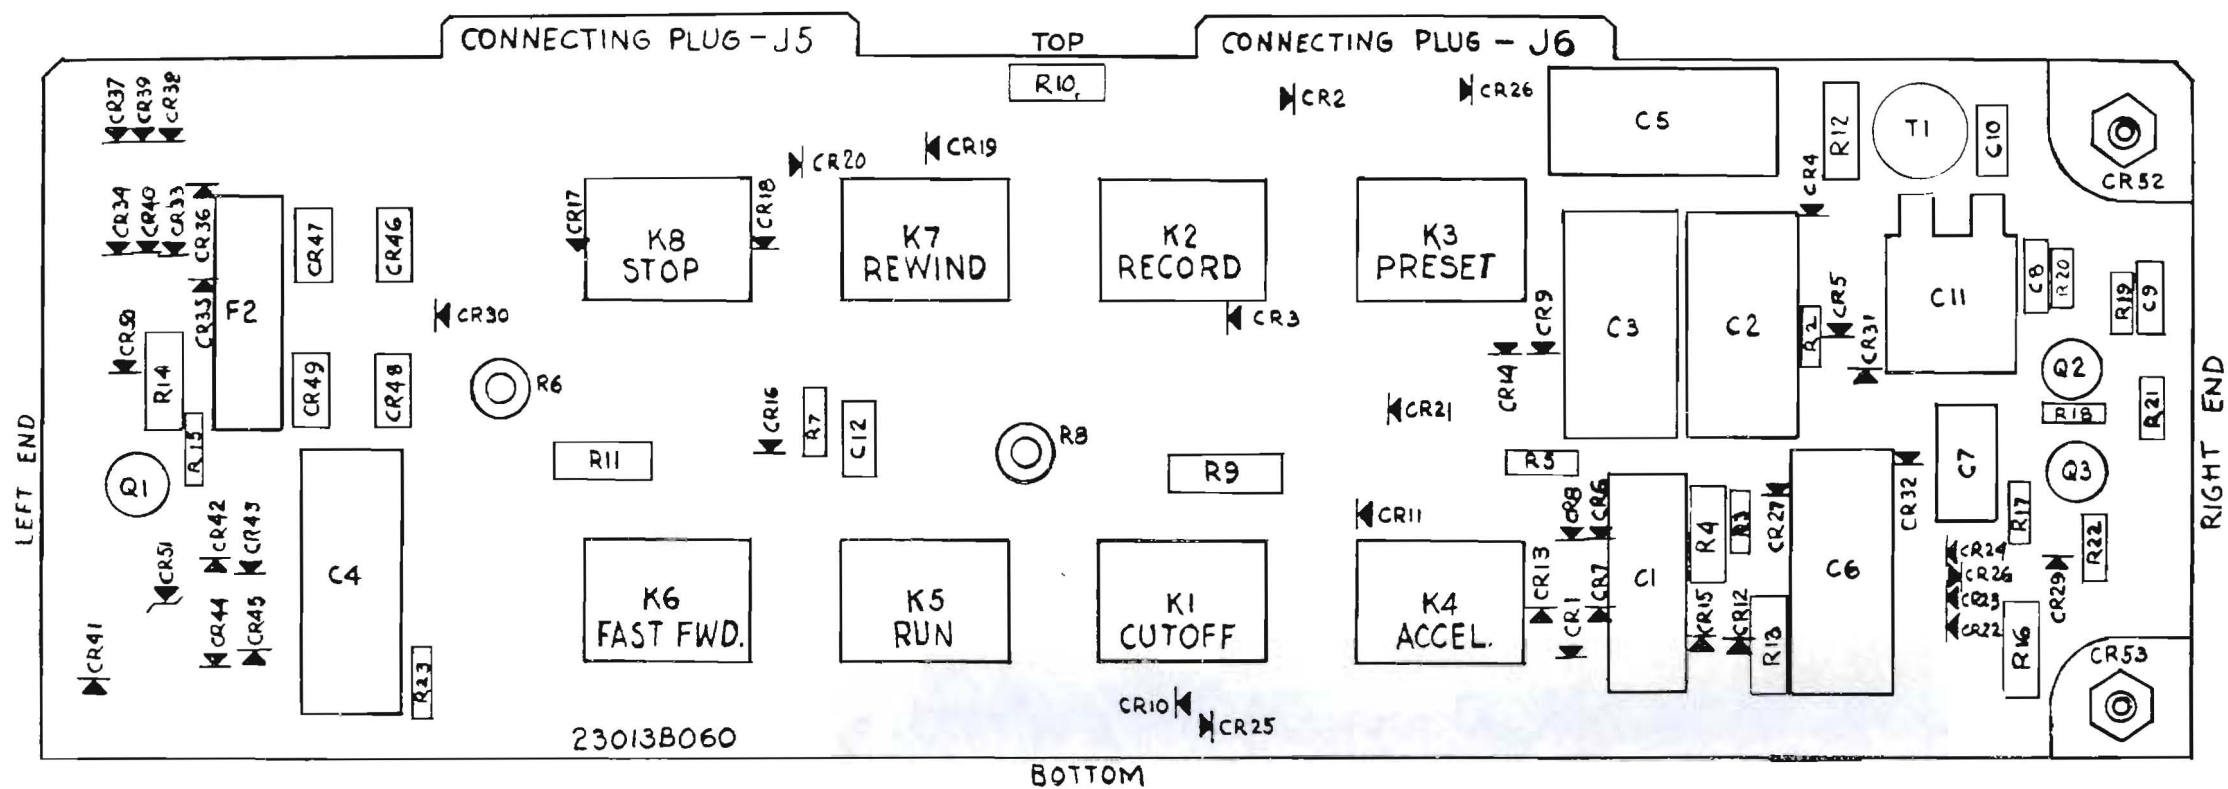 CONNECTING PLUG - J5
TOP
CONNECTING PLUG - J6
R10
CR37
CR39
CR38
CR2
CR26
C5
R12
T1
C10
CR52
CR19
CR20
CR4
CR34
CR40
CR33
CR36
CR47
CR46
CR17
K8
STOP
CR18
K7
REWIND
K2
RECORD
K3
PRESET
CR35
F2
CR30
CR3
CR9
C3
C2
R2
CR5
CR31
C11
C8
R20
R19
C9
CR50
R14
CR49
CR48
R6
CR16
R7
C12
CR21
CR14
Q2
R18
R21
LEFT END
RIGHT END
R15
Q1
R11
R8
R9
R5
C7
Q3
CR42
CR43
CR51
C4
CR11
CR8
CR6
R4
R3
CR27
CR32
R17
R22
K6
FAST FWD.
K5
RUN
K1
CUTOFF
K4
ACCEL.
CR13
CR7
C1
C6
CR24
CR26
CR23
CR22
CR29
CR41
CR44
CR45
R23
CR1
CR15
CR12
R13
R16
CR53
CR10
CR25
23013B060
BOTTOM